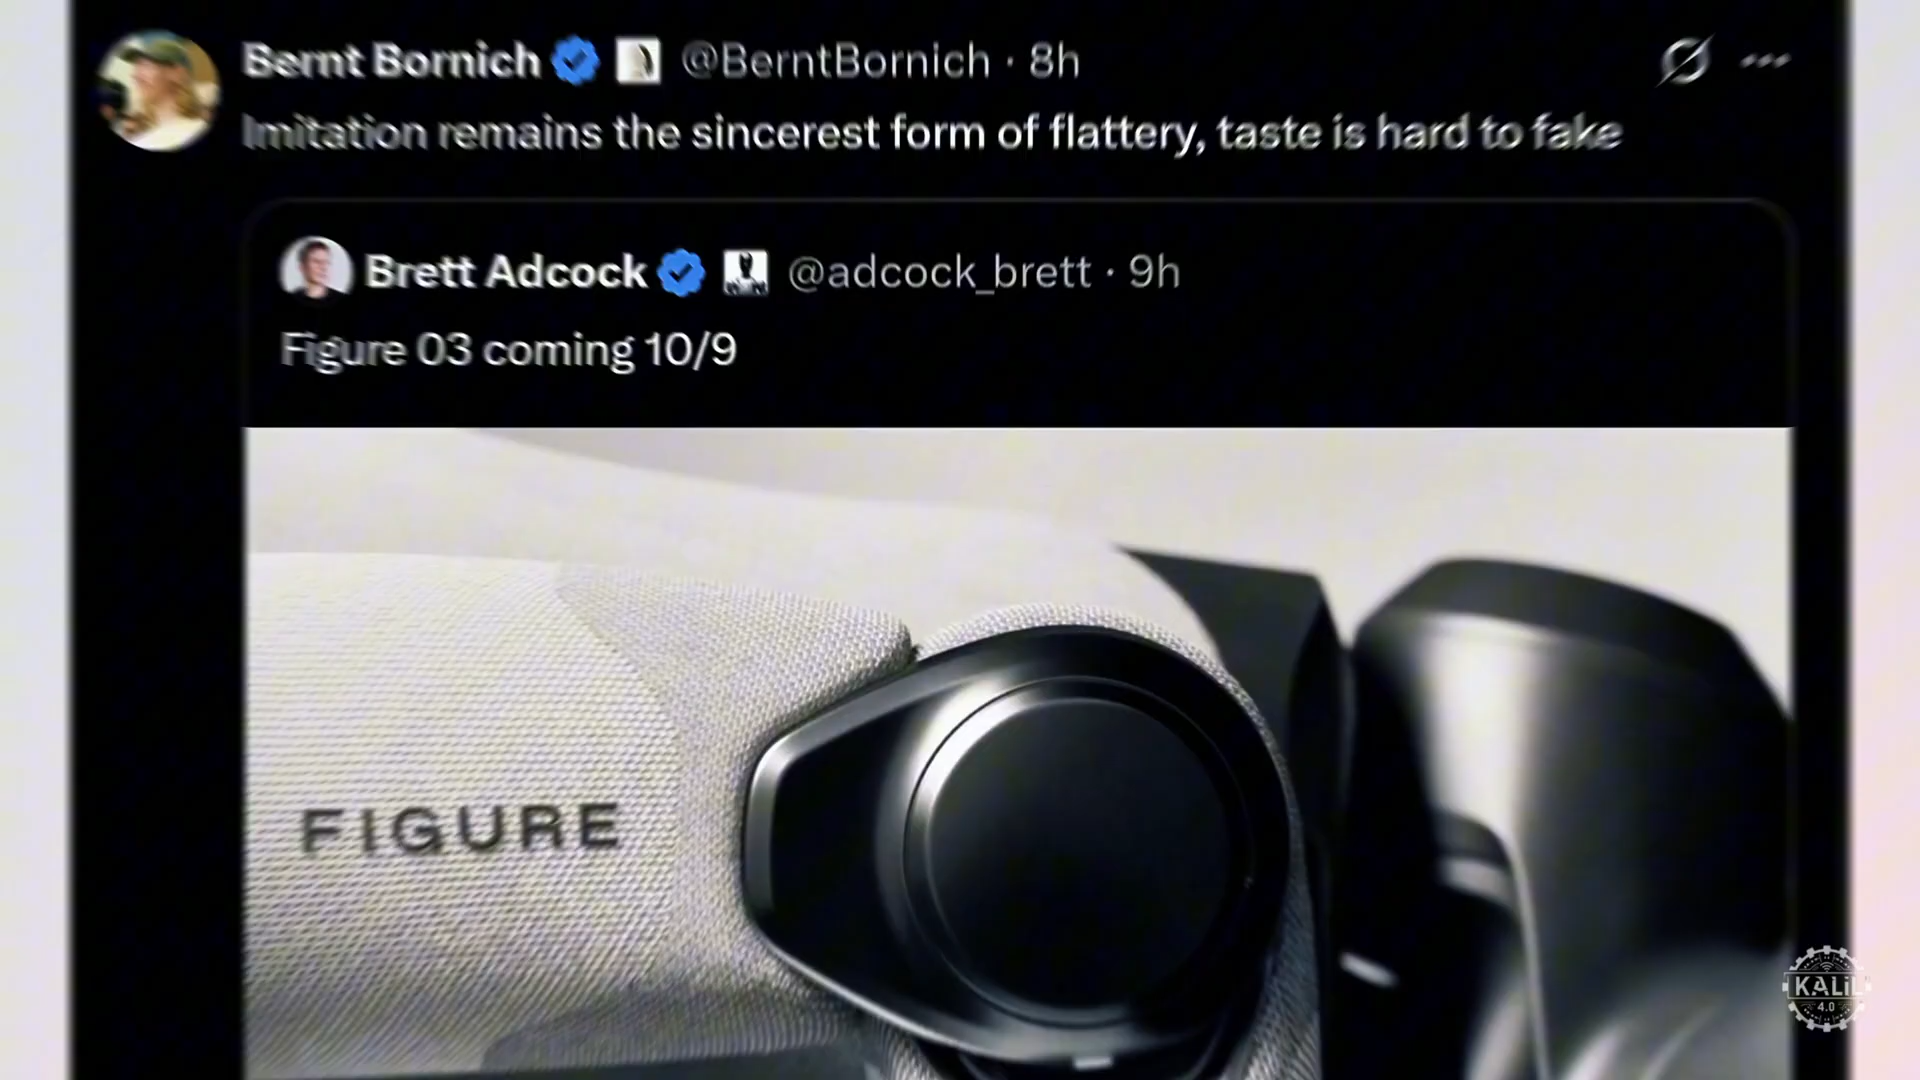 Bernt Bornich @BerntBornich · 8h
Imitation remains the sincerest form of flattery, taste is hard to fake
Brett Adcock @adcock_brett · 9h
Figure 03 coming 10/9
FIGURE
KALiL
4.0